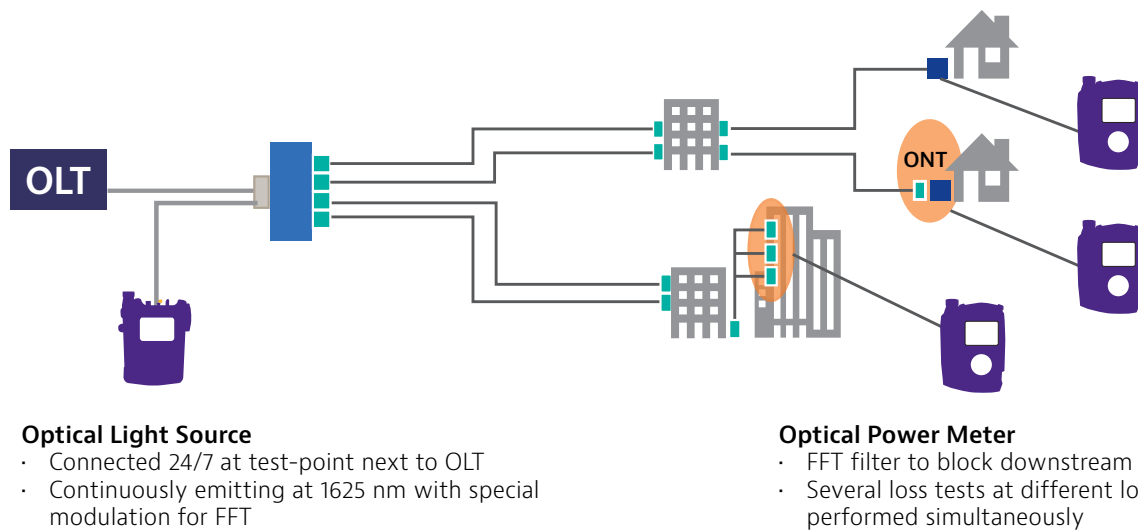 OLT
ONT
Optical Light Source
· Connected 24/7 at test-point next to OLT
· Continuously emitting at 1625 nm with special
modulation for FFT
Optical Power Meter
· FFT filter to block downstream
· Several loss tests at different
performed simultaneously